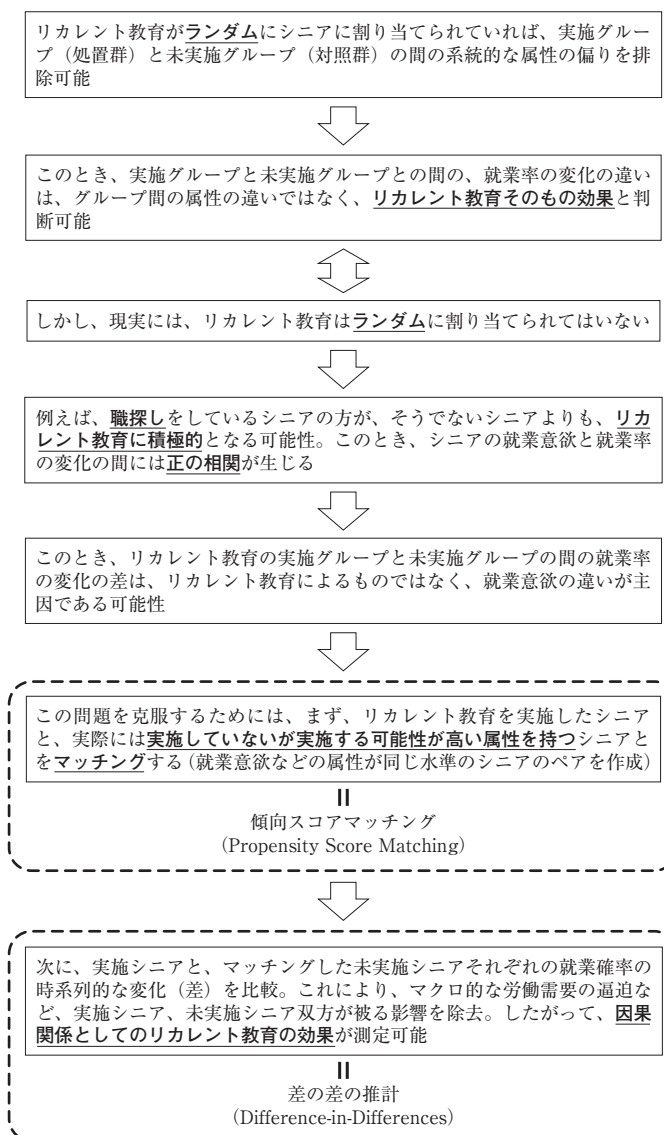 リカレント教育がランダムにシニアに割り当てられていれば、実施グルー
プ（処置群）と未実施グループ（対照群）の間の系統的な属性の偏りを排
除可能
このとき、実施グループと未実施グループとの間の、就業率の変化の違い
は、グループ間の属性の違いではなく、リカレント教育そのもの効果と判
断可能
しかし、現実には、リカレント教育はランダムに割り当てられてはいない
例えば、職探しをしているシニアの方が、そうでないシニアよりも、リカ
レント教育に積極的となる可能性。このとき、シニアの就業意欲と就業率
の変化の間には正の相関が生じる
このとき、リカレント教育の実施グループと未実施グループの間の就業率
の変化の差は、リカレント教育によるものではなく、就業意欲の違いが主
因である可能性
この問題を克服するためには、まず、リカレント教育を実施したシニア
と、実際には実施していないが実施する可能性が高い属性を持つシニアと
をマッチングする（就業意欲などの属性が同じ水準のシニアのペアを作成）
傾向スコアマッチング
(Propensity Score Matching)
次に、実施シニアと、マッチングした未実施シニアそれぞれの就業確率の
時系列的な変化（差）を比較。これにより、マクロ的な労働需要の逼迫な
ど、実施シニア、未実施シニア双方が被る影響を除去。したがって、因果
関係としてのリカレント教育の効果が測定可能
差の差の推計
(Difference-in-Differences)